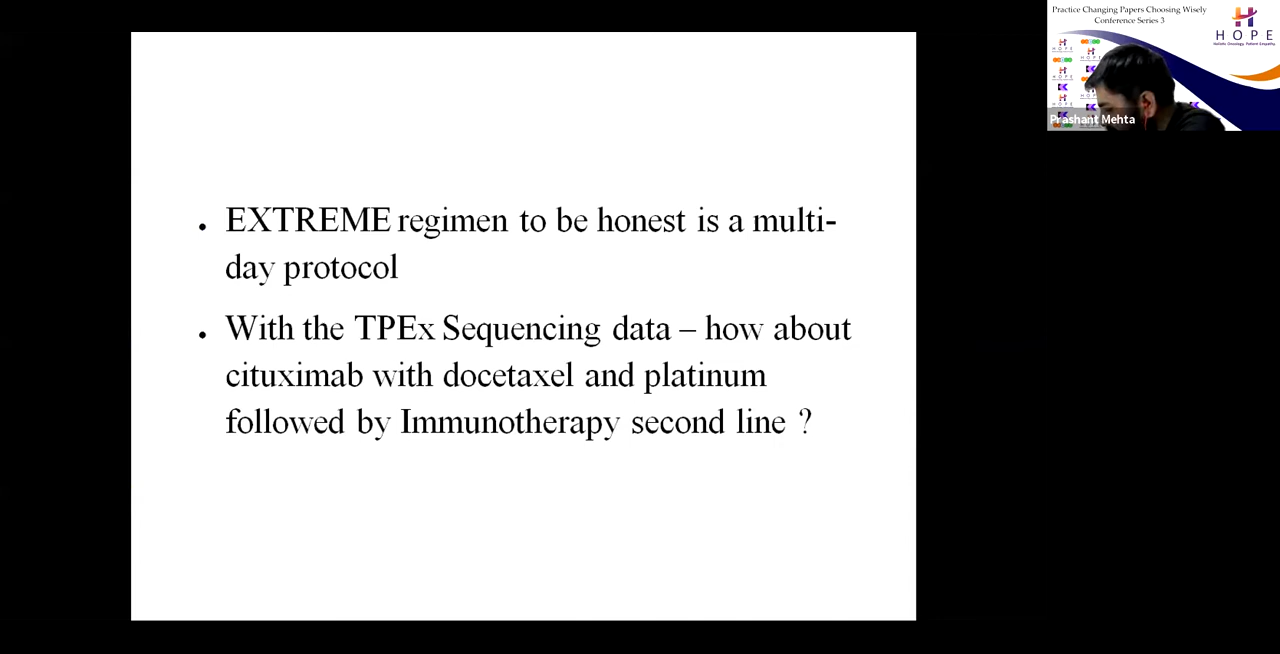 Practice Changing Papers Choosing Wisely
Conference Series 3
HOPE
Holistic Oncology Patient Empathy
Prashant Mehta
• EXTREME regimen to be honest is a multi-
day protocol
• With the TPEx Sequencing data – how about
cituximab with docetaxel and platinum
followed by Immunotherapy second line ?